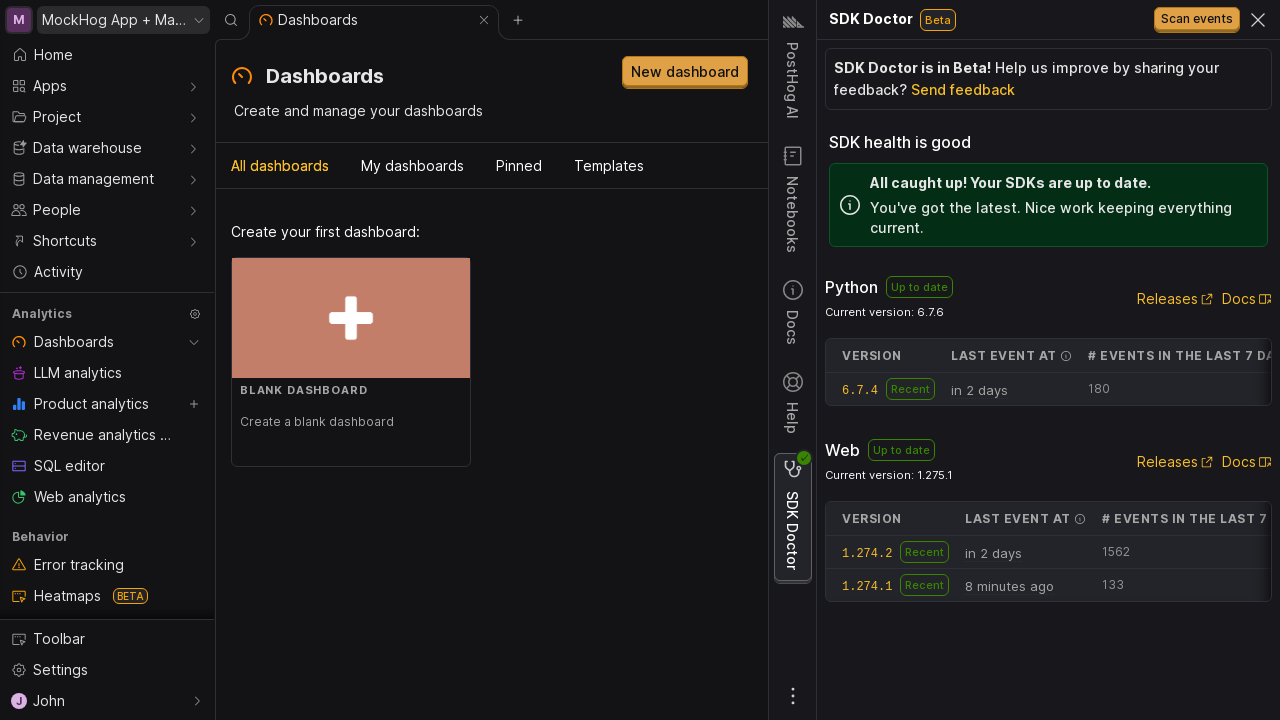 M
MockHog App + Ma...
Home
Apps
Project
Data warehouse
Data management
People
Shortcuts
Activity
Analytics
Dashboards
LLM analytics
Product analytics
Revenue analytics ...
SQL editor
Web analytics
Behavior
Error tracking
Heatmaps BETA
Toolbar
Settings
J John
Dashboards
Dashboards
New dashboard
Create and manage your dashboards
All dashboards My dashboards Pinned Templates
Create your first dashboard:
BLANK DASHBOARD
Create a blank dashboard
PostHog AI
Notebooks
Docs
Help
SDK Doctor
SDK Doctor Beta
Scan events
SDK Doctor is in Beta! Help us improve by sharing your
feedback? Send feedback
SDK health is good
All caught up! Your SDKs are up to date.
You've got the latest. Nice work keeping everything
current.
Python Up to date
Releases Docs
Current version: 6.7.6
VERSION LAST EVENT AT # EVENTS IN THE LAST 7 DA
6.7.4 Recent in 2 days 180
Web Up to date
Releases Docs
Current version: 1.275.1
VERSION LAST EVENT AT # EVENTS IN THE LAST 7
1.274.2 Recent in 2 days 1562
1.274.1 Recent 8 minutes ago 133